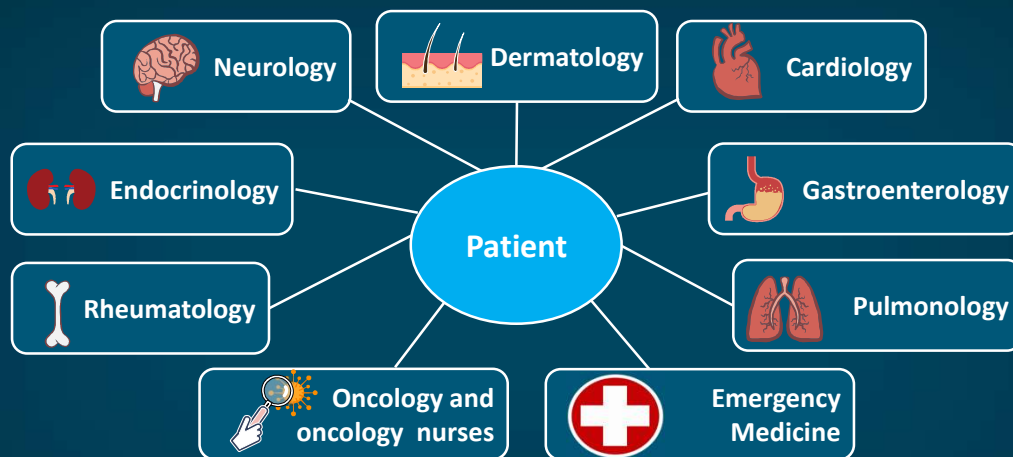 Neurology
Dermatology
Cardiology
Endocrinology
Gastroenterology
Patient
Rheumatology
Pulmonology
Oncology and
oncology nurses
Emergency
Medicine